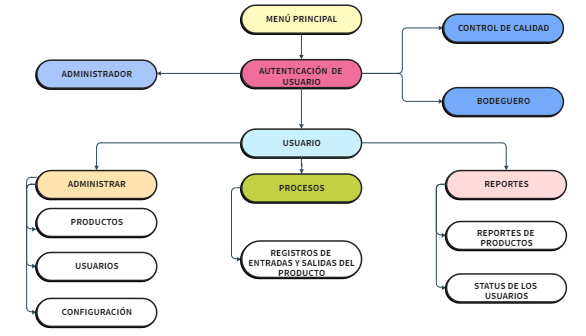 MENÚ PRINCIPAL
CONTROL DE CALIDAD
ADMINISTRADOR
AUTENTICACIÓN DE
USUARIO
BODEGUERO
USUARIO
ADMINISTRAR
PROCESOS
REPORTES
PRODUCTOS
REPORTES DE
PRODUCTOS
USUARIOS
REGISTROS DE
ENTRADAS Y SALIDAS DEL
PRODUCTO
STATUS DE LOS
USUARIOS
CONFIGURACIÓN